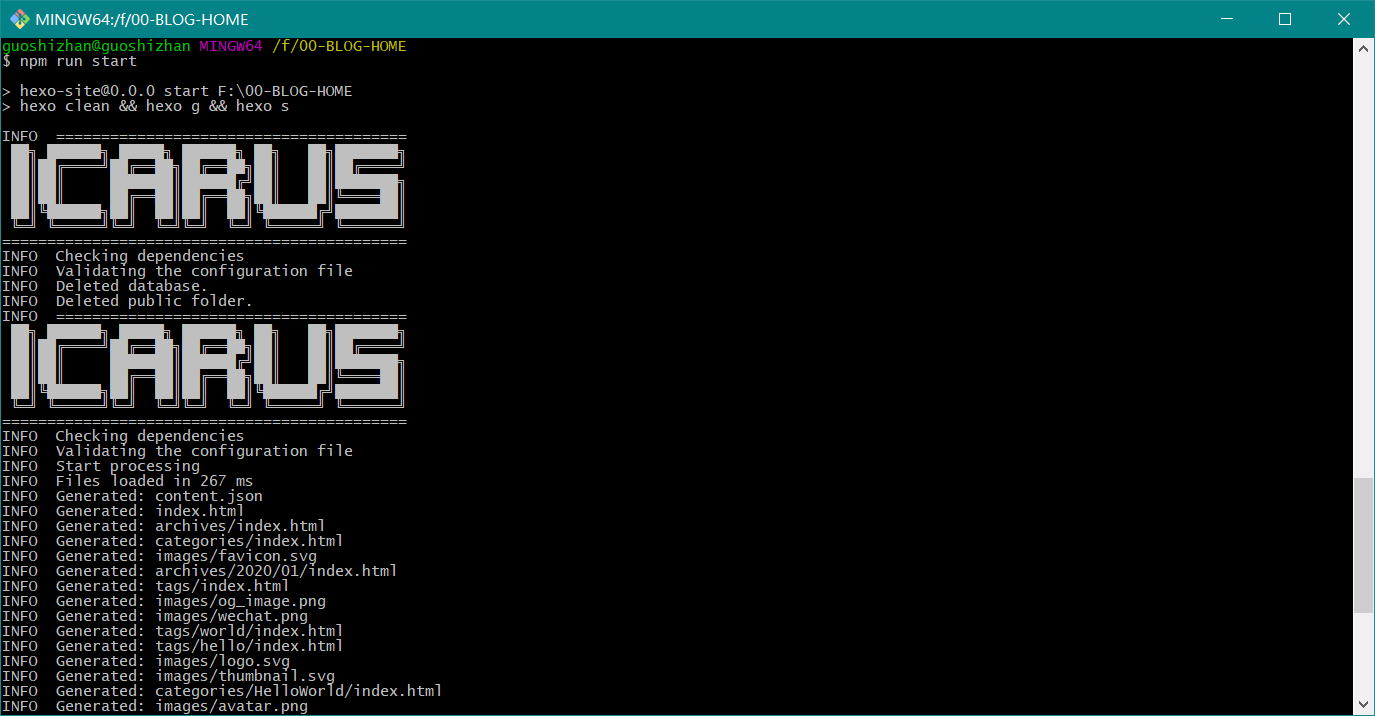 MINGW64:/f/00-BLOG-HOME
guoshizhan@guoshizhan MINGW64 /f/00-BLOG-HOME
$ npm run start
> hexo-site@0.0.0 start F:\00-BLOG-HOME
> hexo clean && hexo g && hexo s
INFO  =======================================
ICARUS
=============================================
INFO  Checking dependencies
INFO  Validating the configuration file
INFO  Deleted database.
INFO  Deleted public folder.
INFO  =======================================
ICARUS
=============================================
INFO  Checking dependencies
INFO  Validating the configuration file
INFO  Start processing
INFO  Files loaded in 267 ms
INFO  Generated: content.json
INFO  Generated: index.html
INFO  Generated: archives/index.html
INFO  Generated: categories/index.html
INFO  Generated: images/favicon.svg
INFO  Generated: archives/2020/01/index.html
INFO  Generated: tags/index.html
INFO  Generated: images/og_image.png
INFO  Generated: images/wechat.png
INFO  Generated: tags/world/index.html
INFO  Generated: tags/hello/index.html
INFO  Generated: images/logo.svg
INFO  Generated: images/thumbnail.svg
INFO  Generated: categories/HelloWorld/index.html
INFO  Generated: images/avatar.png